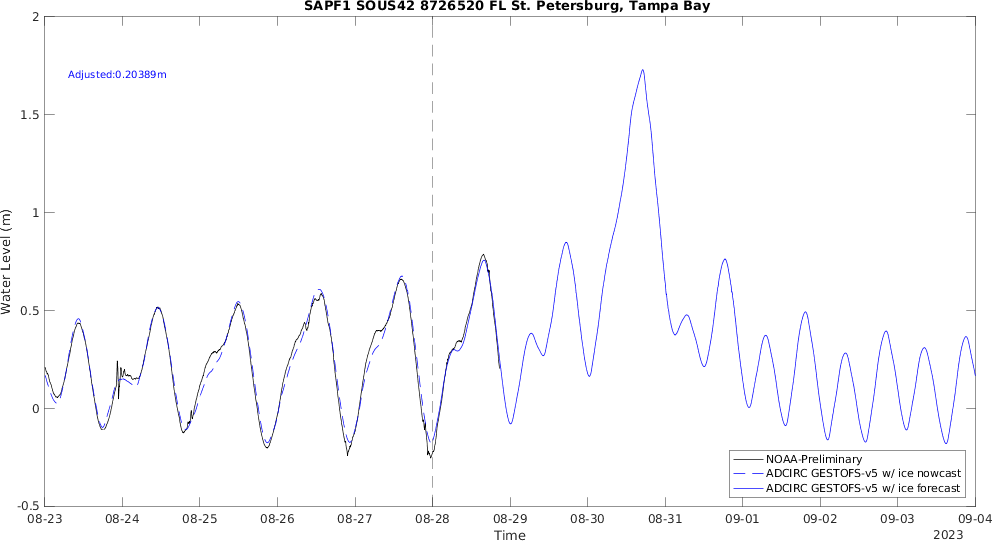 SAPF1 SOUS42 8726520 FL St. Petersburg, Tampa Bay
Adjusted:0.20389m
Water Level (m)
2
1.5
1
0.5
0
-0.5
NOAA-Preliminary
ADCIRC GESTOFS-v5 w/ ice nowcast
ADCIRC GESTOFS-v5 w/ ice forecast
08-23 08-24 08-25 08-26 08-27 08-28 08-29 08-30 08-31 09-01 09-02 09-03 09-04
Time
2023